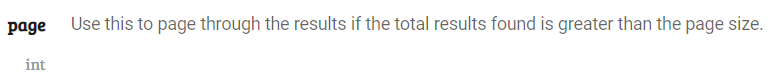 page Use this to page through the results if the total results found is greater than the page size.
int